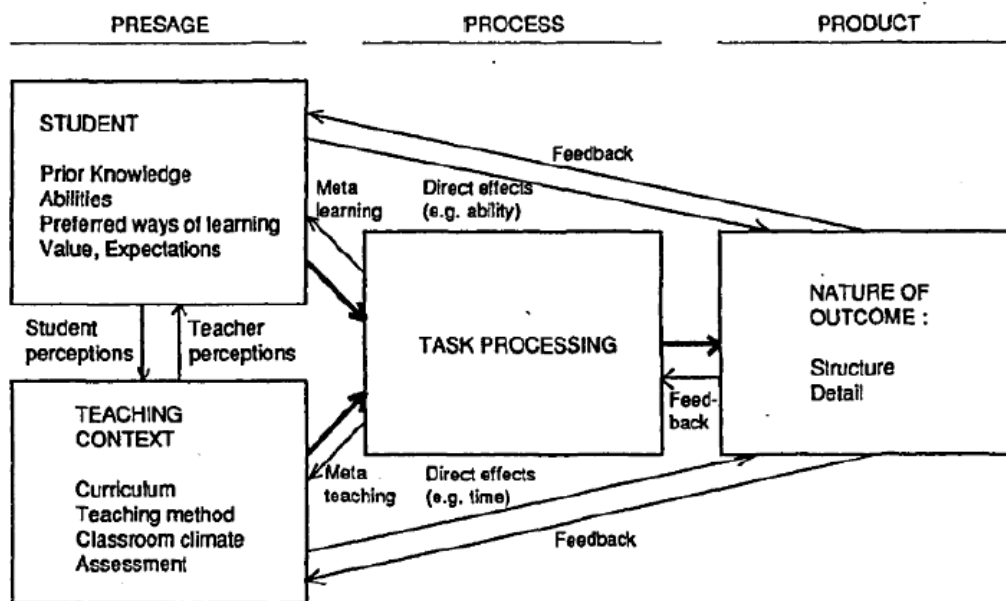 PRESAGE
PROCESS
PRODUCT
STUDENT
Prior Knowledge
Abilities
Preferred ways of learning
Value, Expectations
Meta
learning
Direct effects
(e.g. ability)
Feedback
Student
perceptions
Teacher
perceptions
TASK PROCESSING
NATURE OF
OUTCOME :
Structure
Detail
Feed-
back
TEACHING
CONTEXT
Curriculum
Teaching method
Classroom climate
Assessment
Meta
teaching
Direct effects
(e.g. time)
Feedback